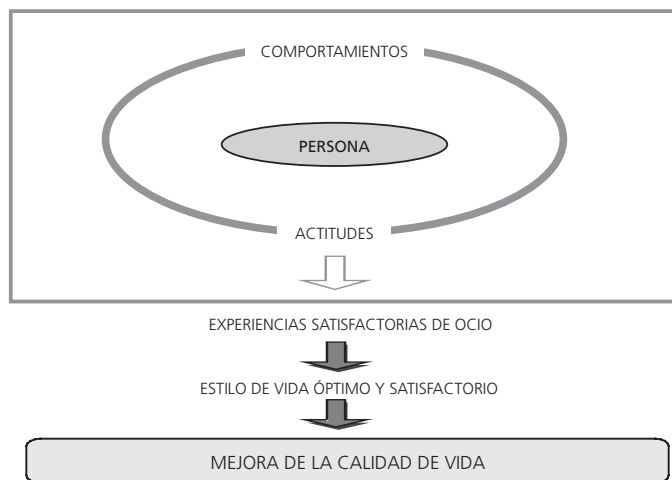 COMPORTAMIENTOS
PERSONA
ACTITUDES
EXPERIENCIAS SATISFACTORIAS DE OCIO
ESTILO DE VIDA ÓPTIMO Y SATISFACTORIO
MEJORA DE LA CALIDAD DE VIDA